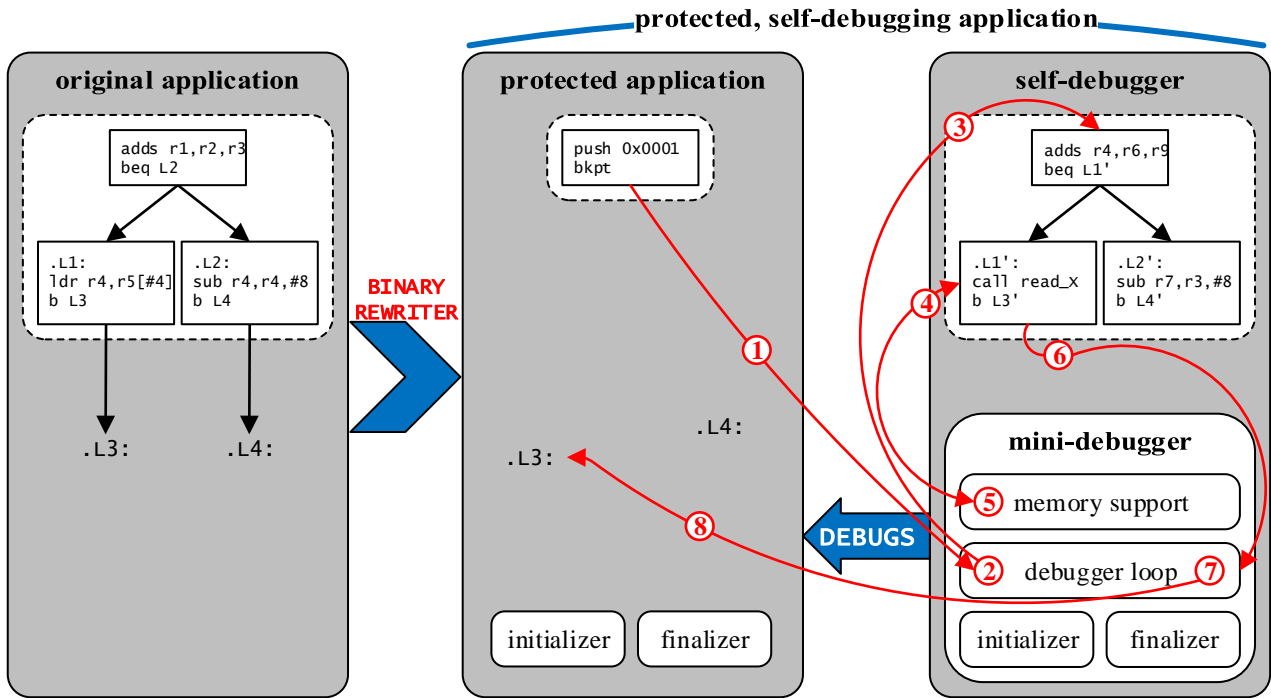 protected, self-debugging application
original application
adds r1,r2,r3
beq L2
.L1:
ldr r4,r5[#4]
b L3
.L2:
sub r4,r4,#8
b L4
.L3:
.L4:
BINARY
REWRITER
protected application
push 0x0001
bkpt
1
.L4:
.L3:
8
initializer
finalizer
DEBUGS
self-debugger
3
adds r4,r6,r9
beq L1'
.L1':
call read_X
b L3'
.L2':
sub r7,r3,#8
b L4'
4
6
mini-debugger
5 memory support
2 debugger loop 7
initializer
finalizer